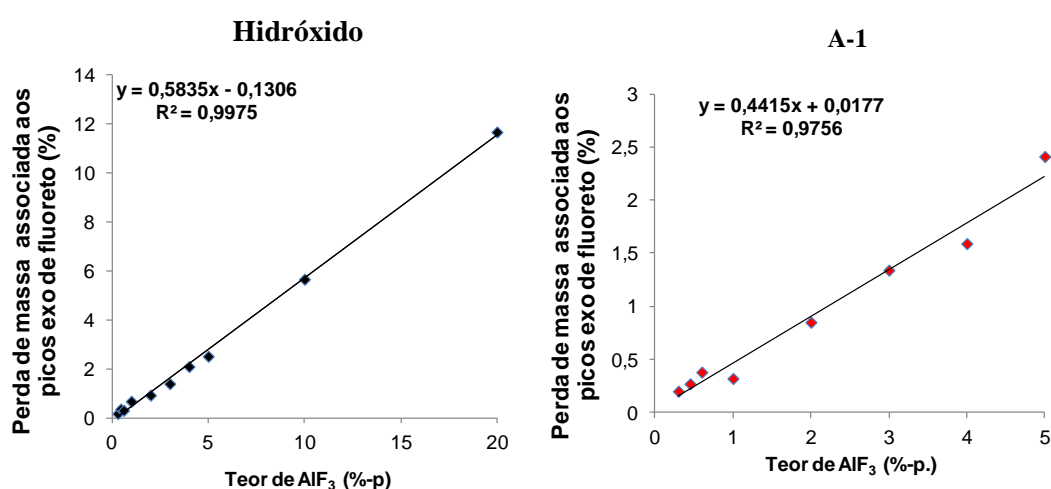 Hidróxido
y = 0,5835x - 0,1306
R² = 0,9975
14
12
10
8
6
4
2
0
0
5
10
15
20
Perda de massa associada aos
picos exo de fluoreto (%)
Teor de AlF₃ (%-p)
A-1
y = 0,4415x + 0,0177
R² = 0,9756
3
2,5
2
1,5
1
0,5
0
0
1
2
3
4
5
Perda de massa associada aos
picos exo de fluoreto (%)
Teor de AlF₃ (%-p.)